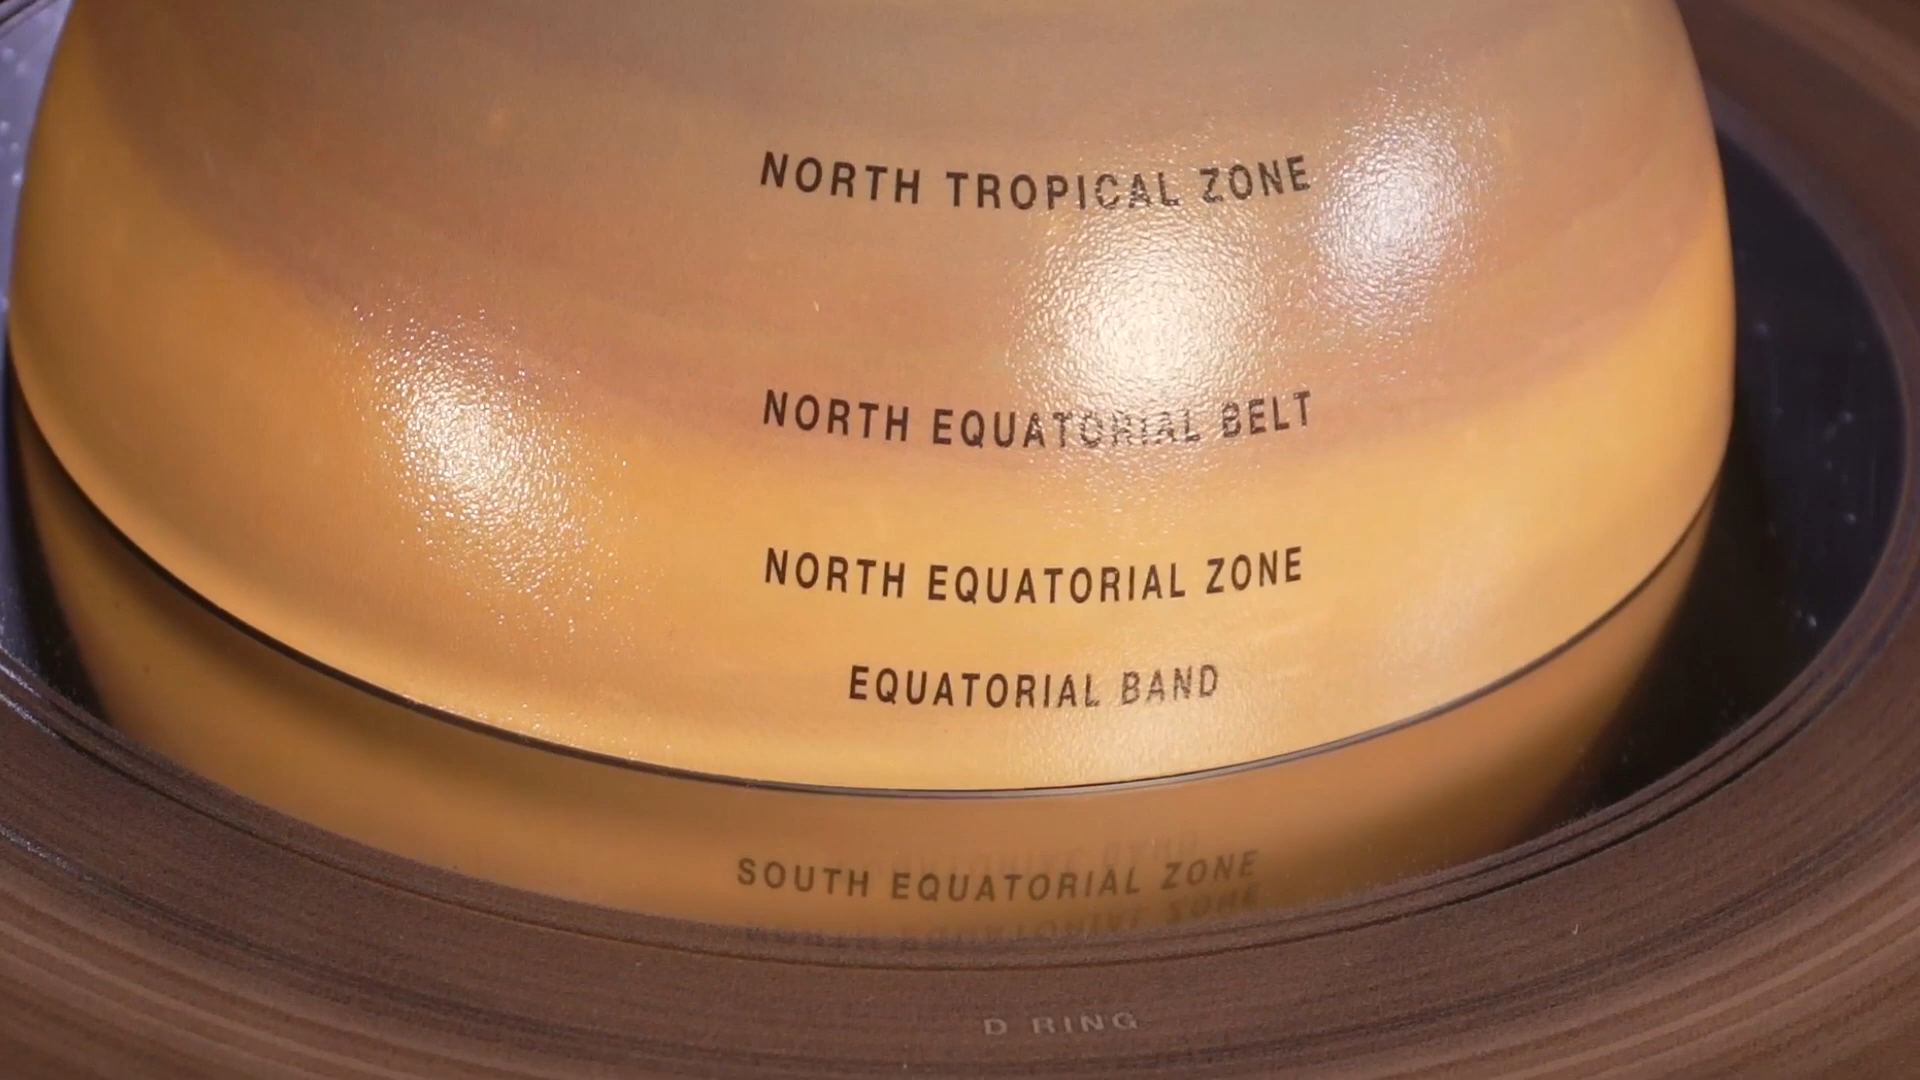 NORTH TROPICAL ZONE
NORTH EQUATORIAL BELT
NORTH EQUATORIAL ZONE
EQUATORIAL BAND
SOUTH EQUATORIAL ZONE
D RING